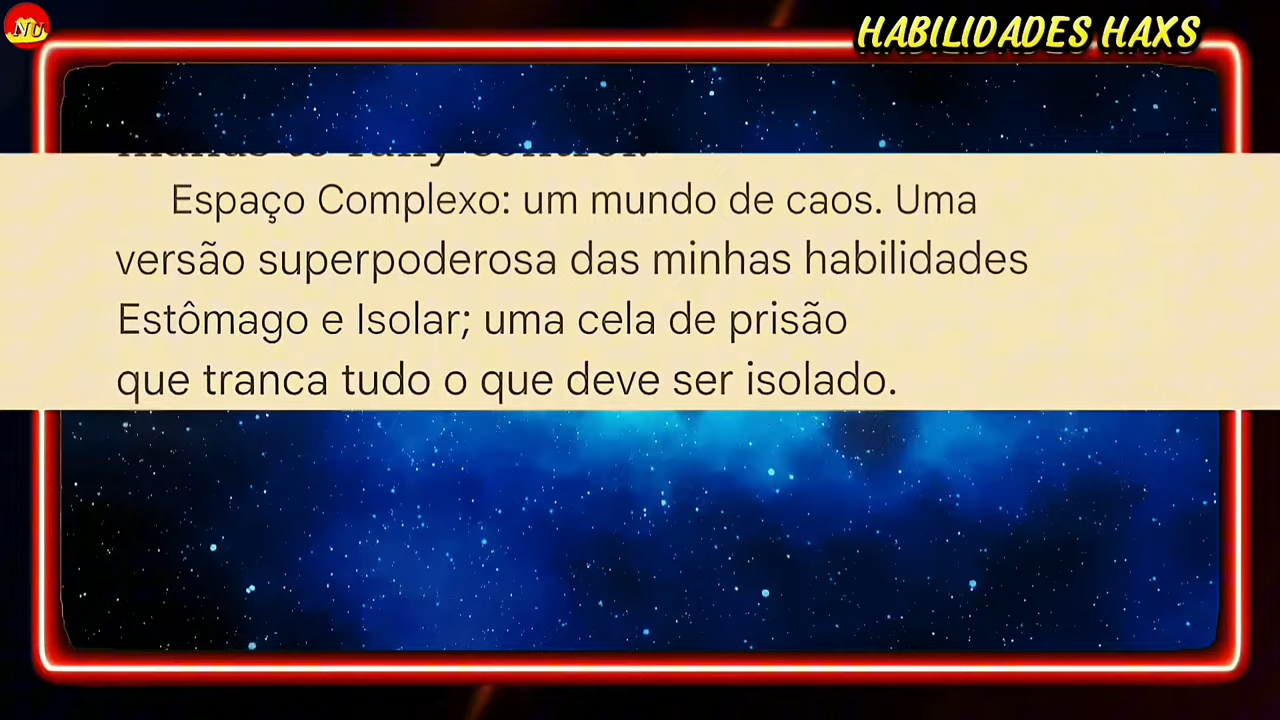 NU
HABILIDADES HAXS
Espaço Complexo: um mundo de caos. Uma
versão superpoderosa das minhas habilidades
Estômago e Isolar; uma cela de prisão
que tranca tudo o que deve ser isolado.